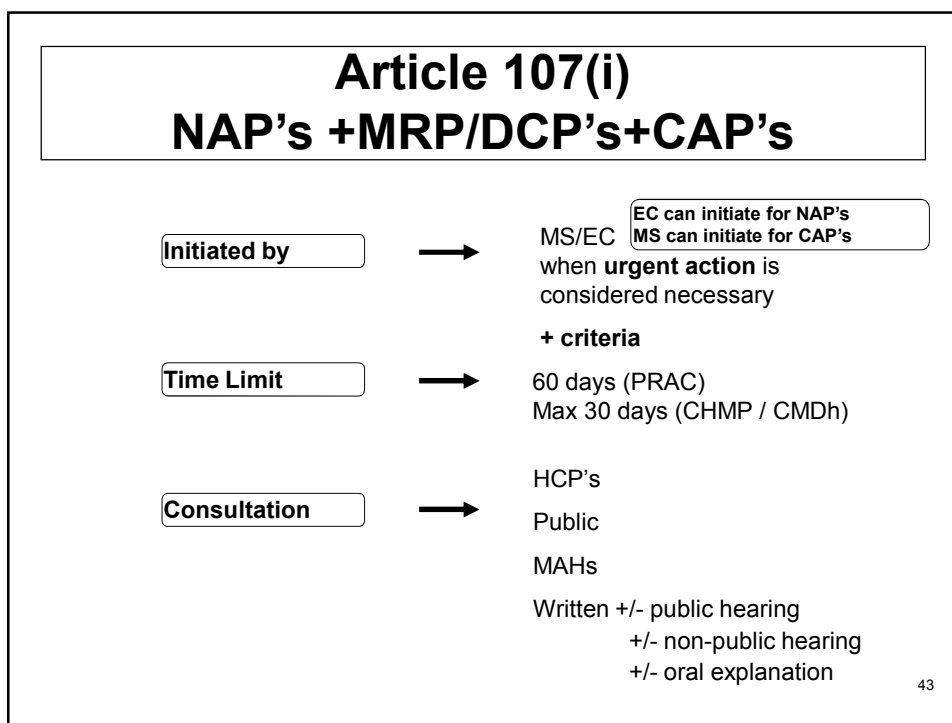 Article 107(i)
NAP's +MRP/DCP's+CAP's
Initiated by
MS/EC
EC can initiate for NAP's
MS can initiate for CAP's
when urgent action is
considered necessary
+ criteria
Time Limit
60 days (PRAC)
Max 30 days (CHMP / CMDh)
Consultation
HCP's
Public
MAHs
Written +/- public hearing
+/- non-public hearing
+/- oral explanation
43